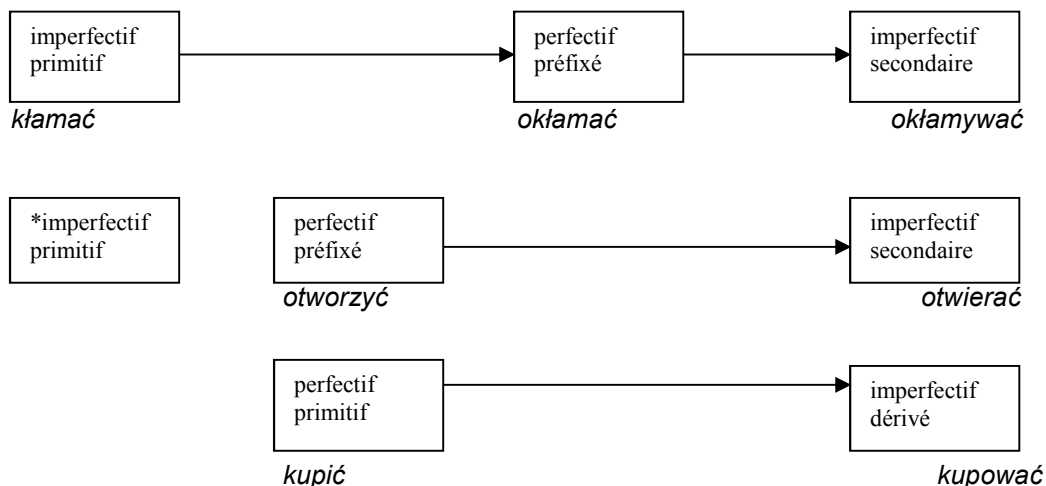 imperfectif
primitif
perfectif
préfixé
imperfectif
secondaire
kłamać
okłamać
okłamywać
*imperfectif
primitif
perfectif
préfixé
imperfectif
secondaire
otworzyć
otwierać
perfectif
primitif
imperfectif
dérivé
kupić
kupować